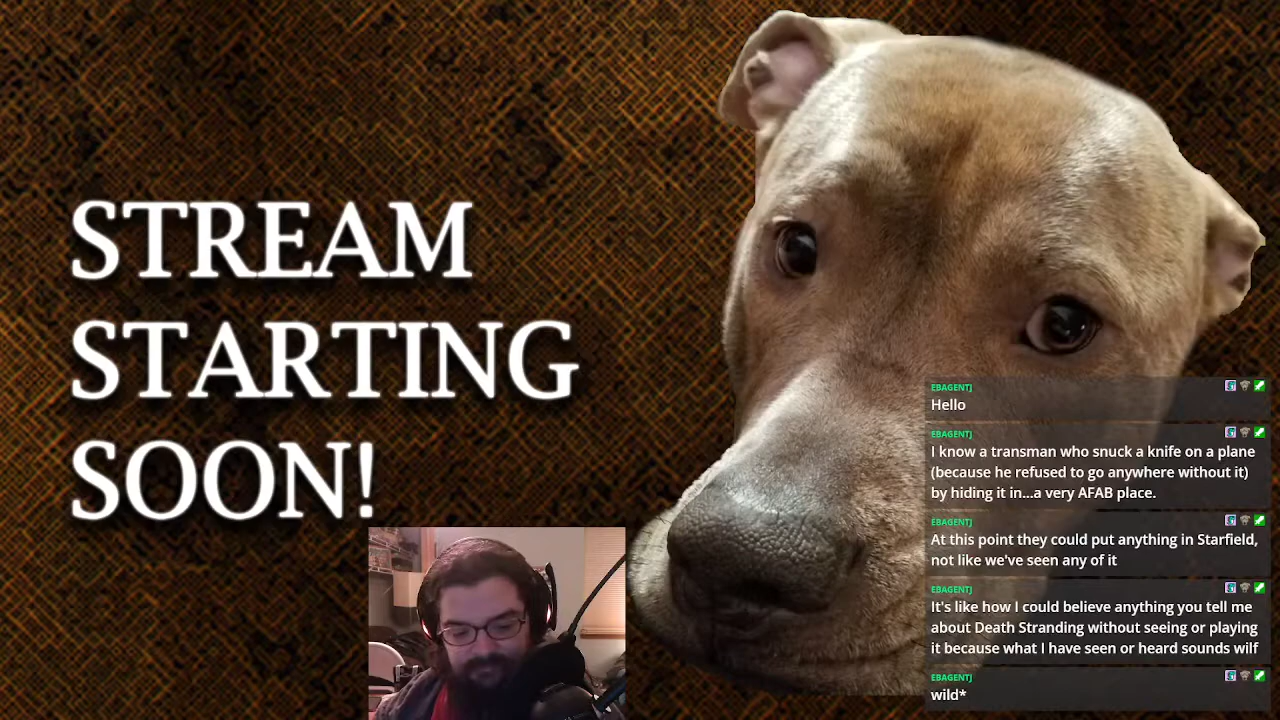 STREAM
STARTING
SOON!
EBAGENTJ
Hello
EBAGENTJ
I know a transman who snuck a knife on a plane
(because he refused to go anywhere without it)
by hiding it in...a very AFAB place.
EBAGENTJ
At this point they could put anything in Starfield,
not like we've seen any of it
EBAGENTJ
It's like how I could believe anything you tell me
about Death Stranding without seeing or playing
it because what I have seen or heard sounds wilf
EBAGENTJ
wild*